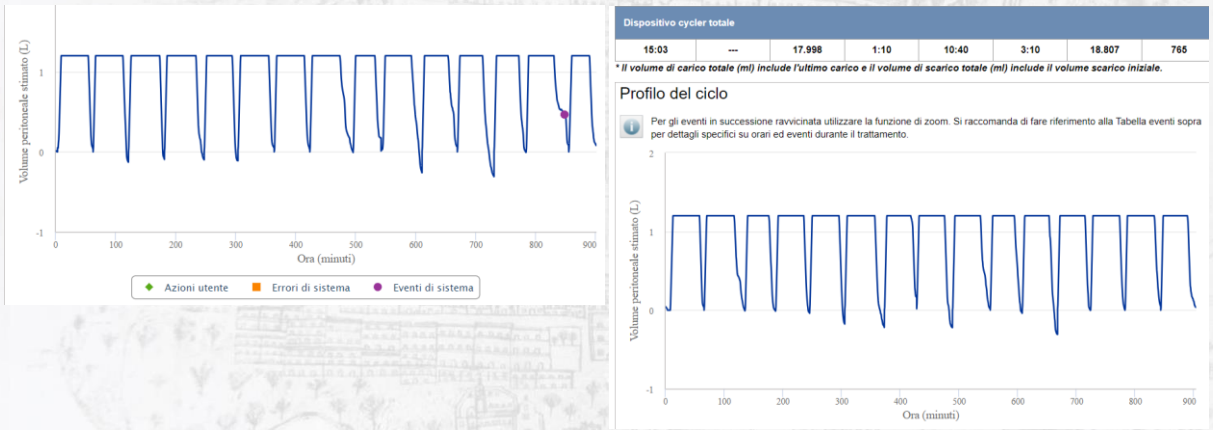 Volume peritoneale stimato (L)
1
0
-1
0 100 200 300 400 500 600 700 800 900
Ora (minuti)
Azioni utente Errori di sistema Eventi di sistema
Dispositivo cycler totale
15:03 --- 17.998 1:10 10:40 3:10 18.807 765
* Il volume di carico totale (ml) include l'ultimo carico e il volume di scarico totale (ml) include il volume scarico iniziale.
Profilo del ciclo
Per gli eventi in successione ravvicinata utilizzare la funzione di zoom. Si raccomanda di fare riferimento alla Tabella eventi sopra
per dettagli specifici su orari ed eventi durante il trattamento.
Volume peritoneale stimato (L)
2
1
0
-1
0 100 200 300 400 500 600 700 800 900
Ora (minuti)